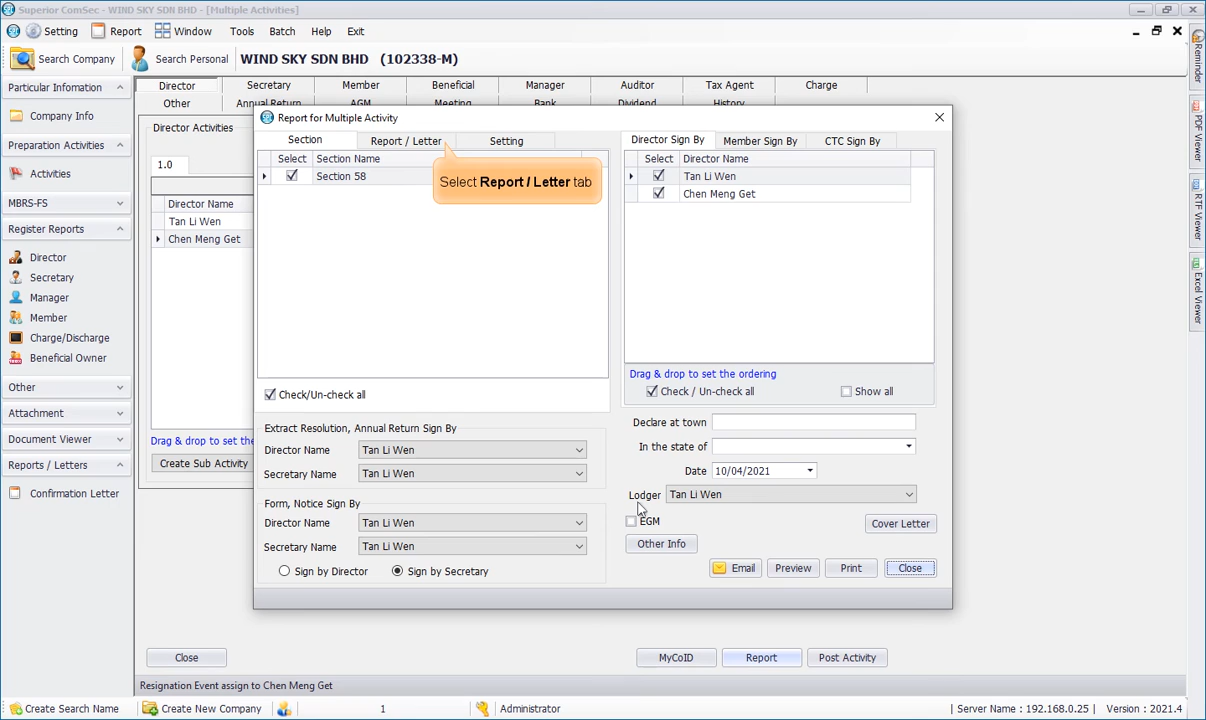 Superior ComSec - WIND SKY SDN BHD - [Multiple Activities]
Setting Report Window Tools Batch Help Exit
Search Company Search Personal WIND SKY SDN BHD (102338-M)
Particular Infomation
Company Info
Preparation Activities
Activities
MBRS-FS
Register Reports
Director
Secretary
Manager
Member
Charge/Discharge
Beneficial Owner
Other
Attachment
Document Viewer
Reports / Letters
Confirmation Letter
Director Secretary Member Beneficial Manager Auditor Tax Agent Charge
Other Annual Return AGM Meeting Bank Dividend History
Director Activities
1.0
Director Name
Tan Li Wen
Chen Meng Get
Drag & drop to set the
Create Sub Activity
Report for Multiple Activity
Section Report / Letter Setting
Select Section Name
Section 58
Select Report / Letter tab
Check/Un-check all
Extract Resolution, Annual Return Sign By
Director Name Tan Li Wen
Secretary Name Tan Li Wen
Form, Notice Sign By
Director Name Tan Li Wen
Secretary Name Tan Li Wen
Sign by Director Sign by Secretary
Director Sign By Member Sign By CTC Sign By
Select Director Name
Tan Li Wen
Chen Meng Get
Drag & drop to set the ordering
Check / Un-check all Show all
Declare at town
In the state of
Date 10/04/2021
Lodger Tan Li Wen
EGM Cover Letter
Other Info
Email Preview Print Close
Close MyCoID Report Post Activity
Resignation Event assign to Chen Meng Get
Reminder
PDF Viewer
RTF Viewer
Excel Viewer
Create Search Name Create New Company 1 Administrator Server Name : 192.168.0.25 Version : 2021.4